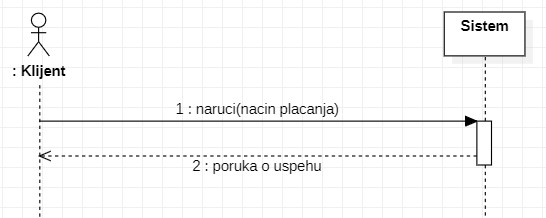 Sistem
: Klijent
1 : naruci(nacin placanja)
2 : poruka o uspehu